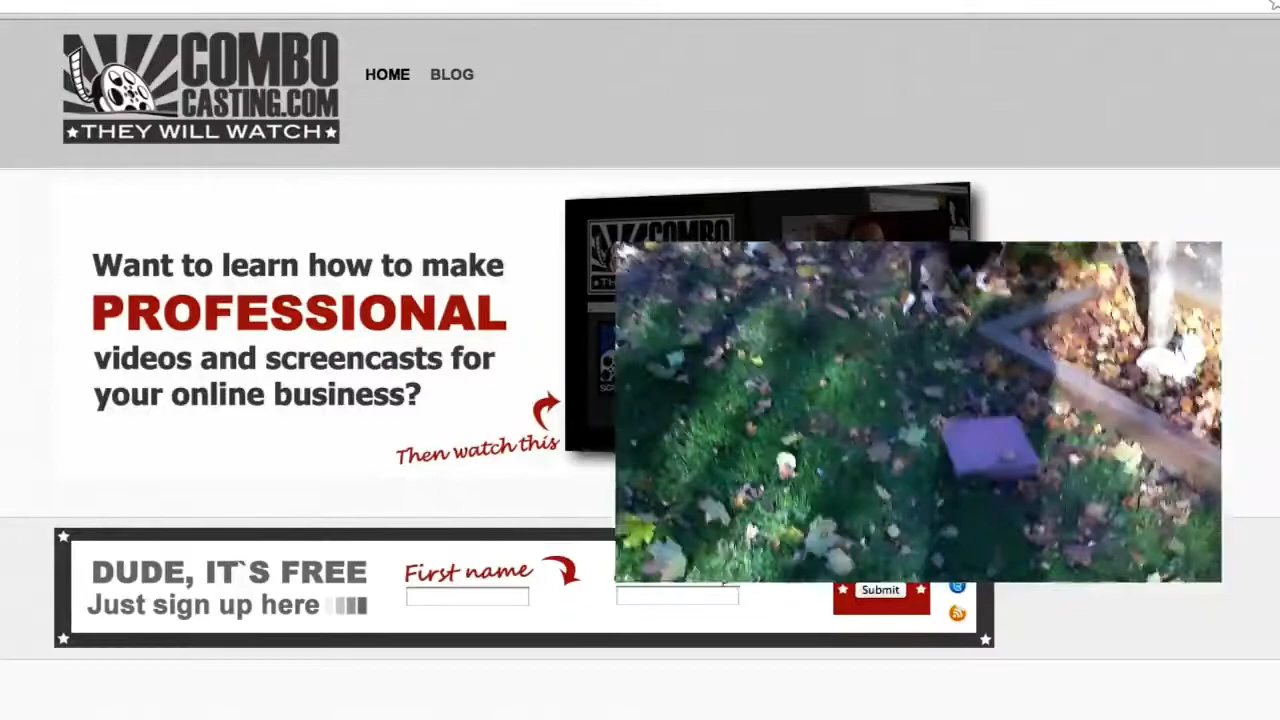 COMBO
CASTING.COM
THEY WILL WATCH
HOME
BLOG
COMBO
Want to learn how to make
PROFESSIONAL
videos and screencasts for
your online business?
Then watch this
DUDE, IT`S FREE
Just sign up here
First name
Submit